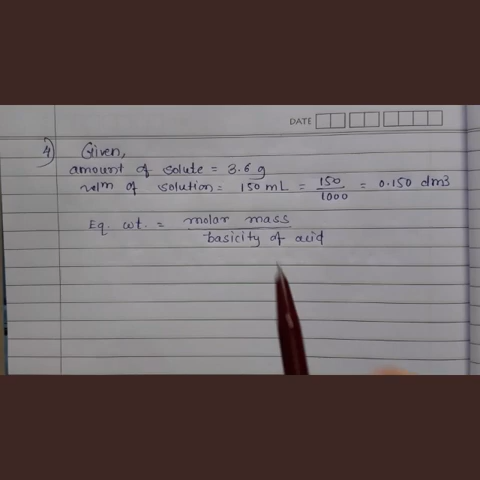 DATE
4) Given,
amount of solute = 3.6 g
volm of solution = 150 mL = 150/1000 = 0.150 dm3
Eq. wt. = molar mass / basicity of acid